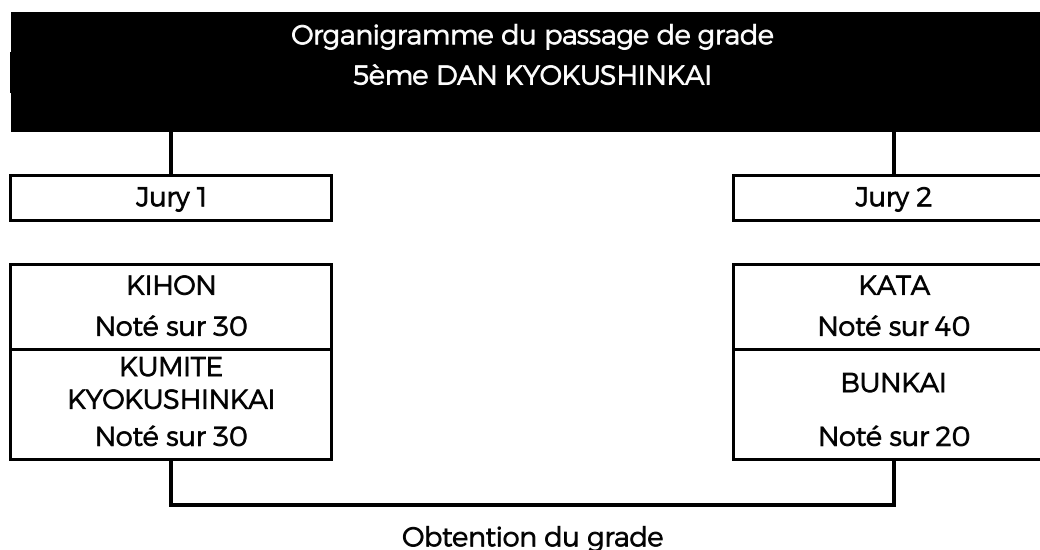 Organigramme du passage de grade
5ème DAN KYOKUSHINKAI
Jury 1
Jury 2
KIHON
Noté sur 30
KATA
Noté sur 40
KUMITE
KYOKUSHINKAI
Noté sur 30
BUNKAI
Noté sur 20
Obtention du grade